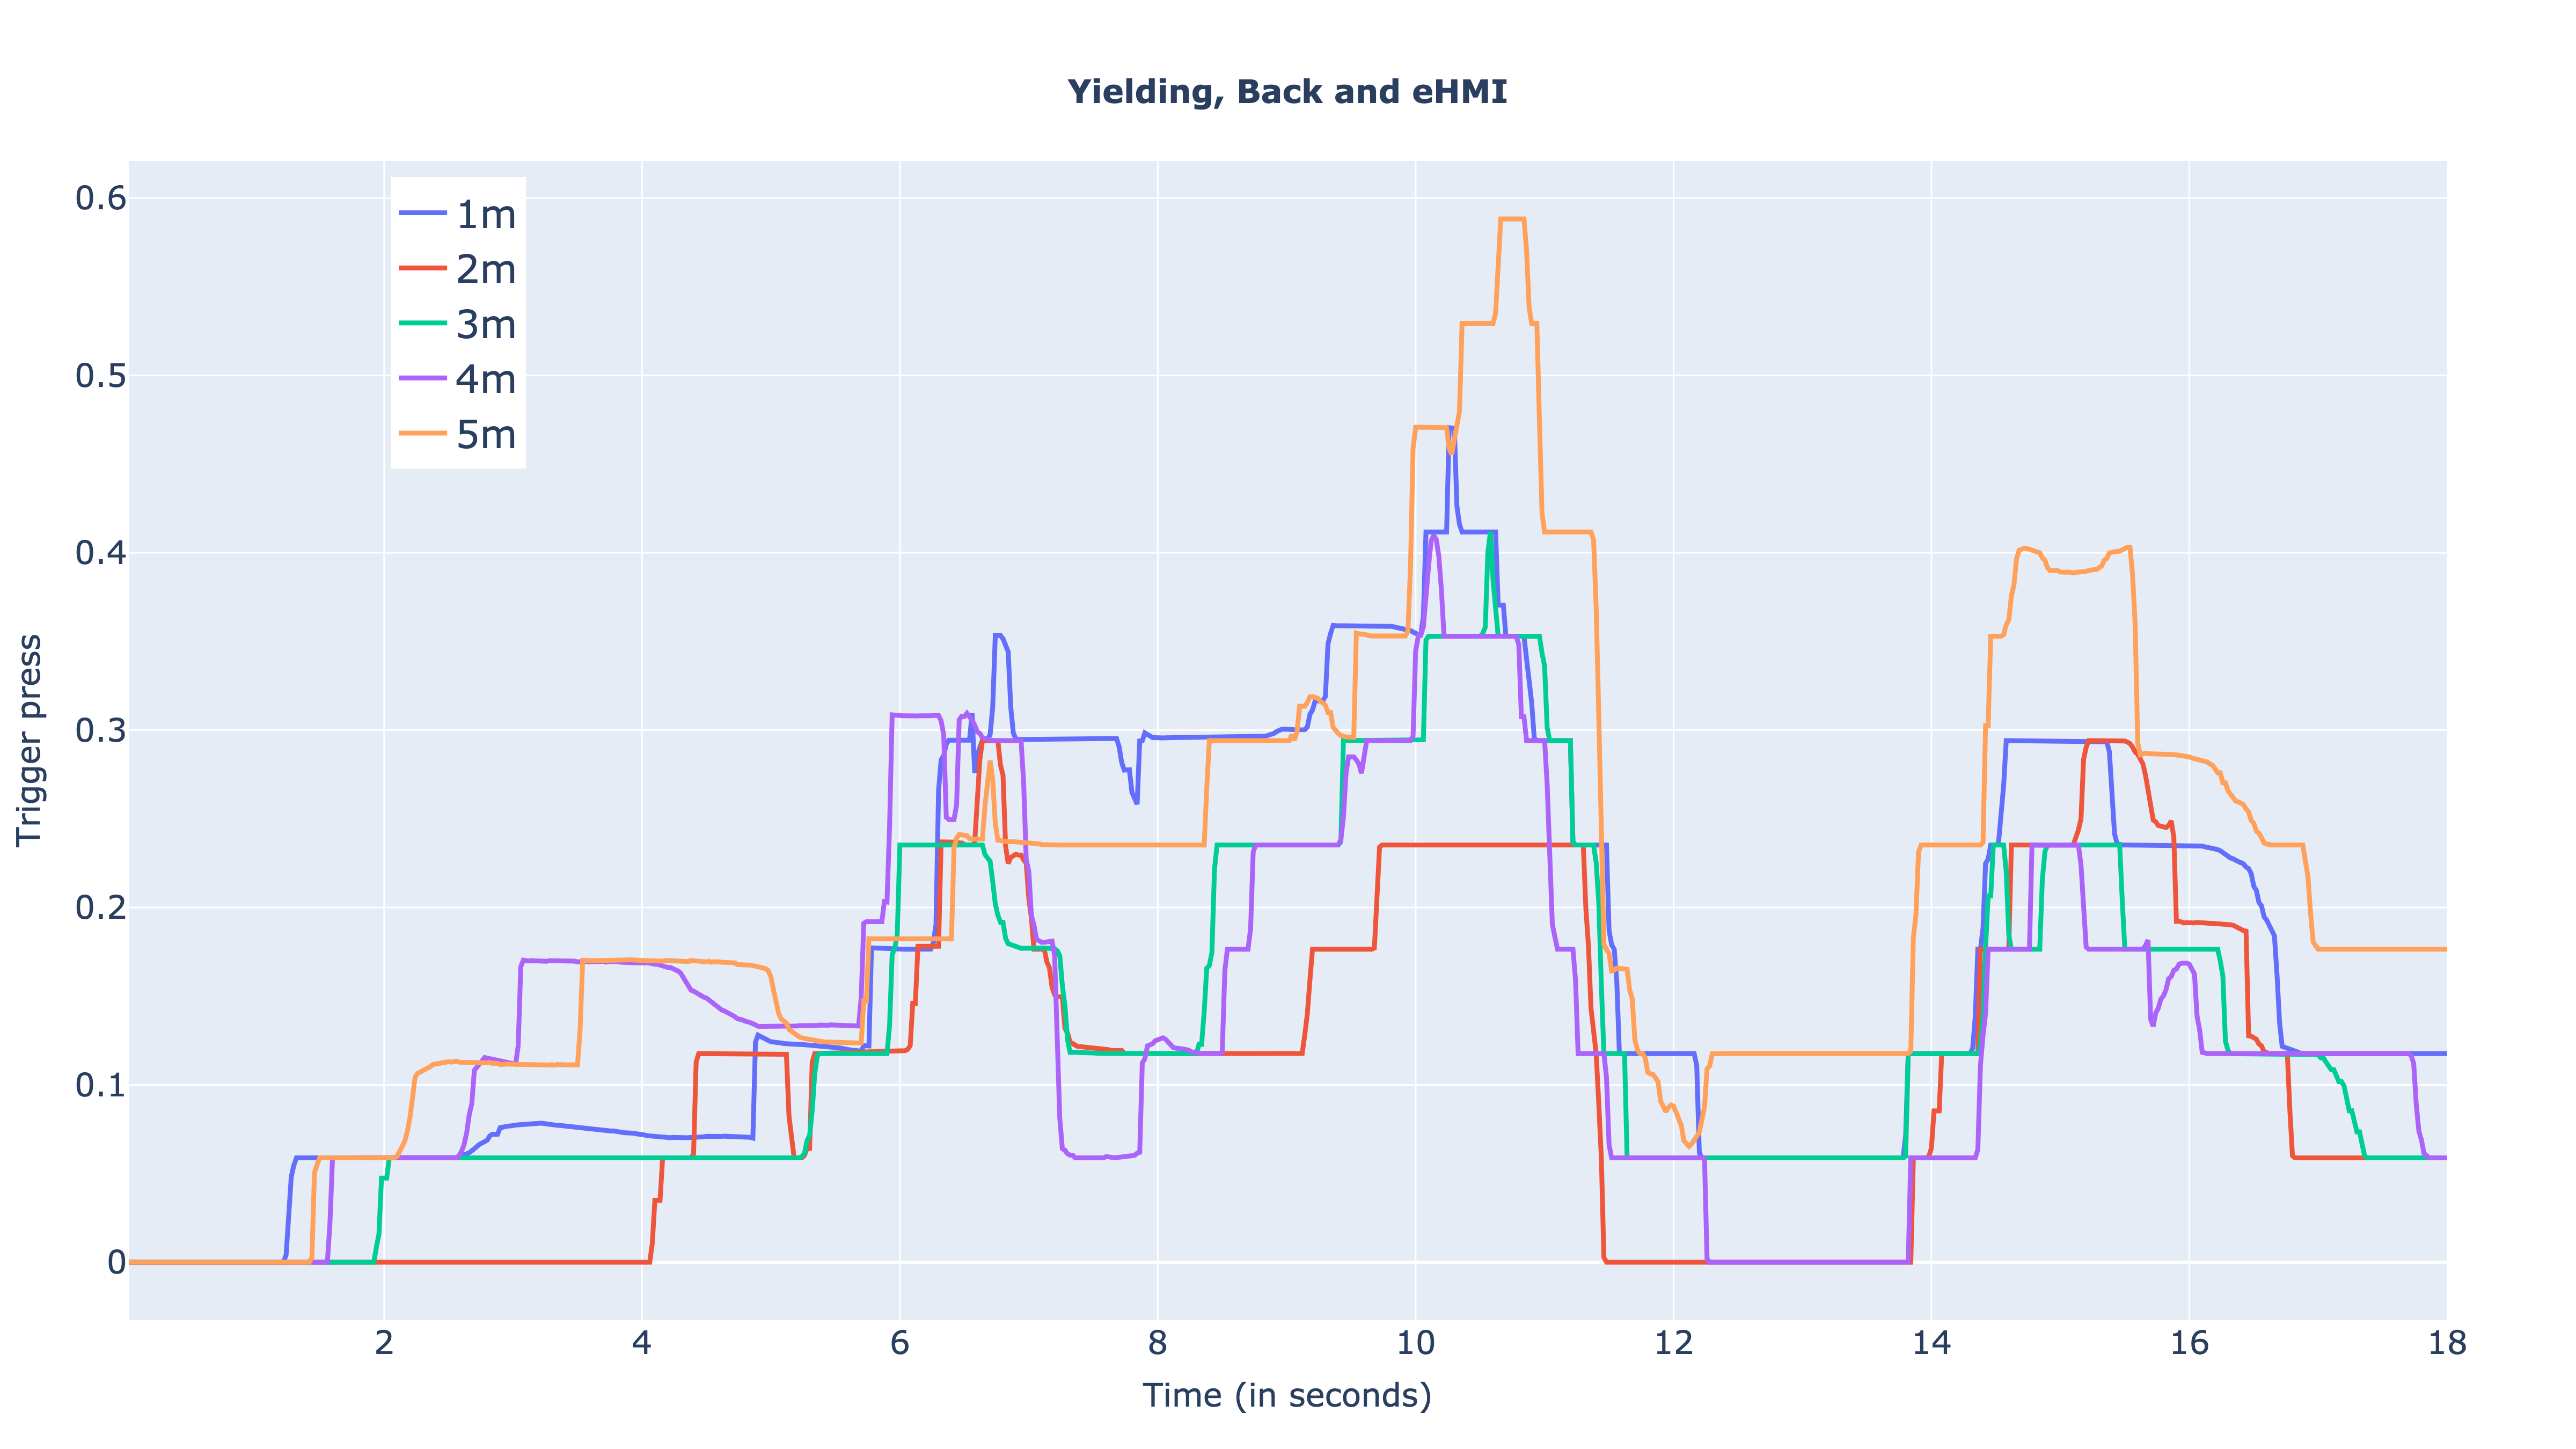 Yielding, Back and eHMI
0.6
0.5
0.4
0.3
0.2
0.1
0
Trigger press
1m
2m
3m
4m
5m
2 4 6 8 10 12 14 16 18
Time (in seconds)